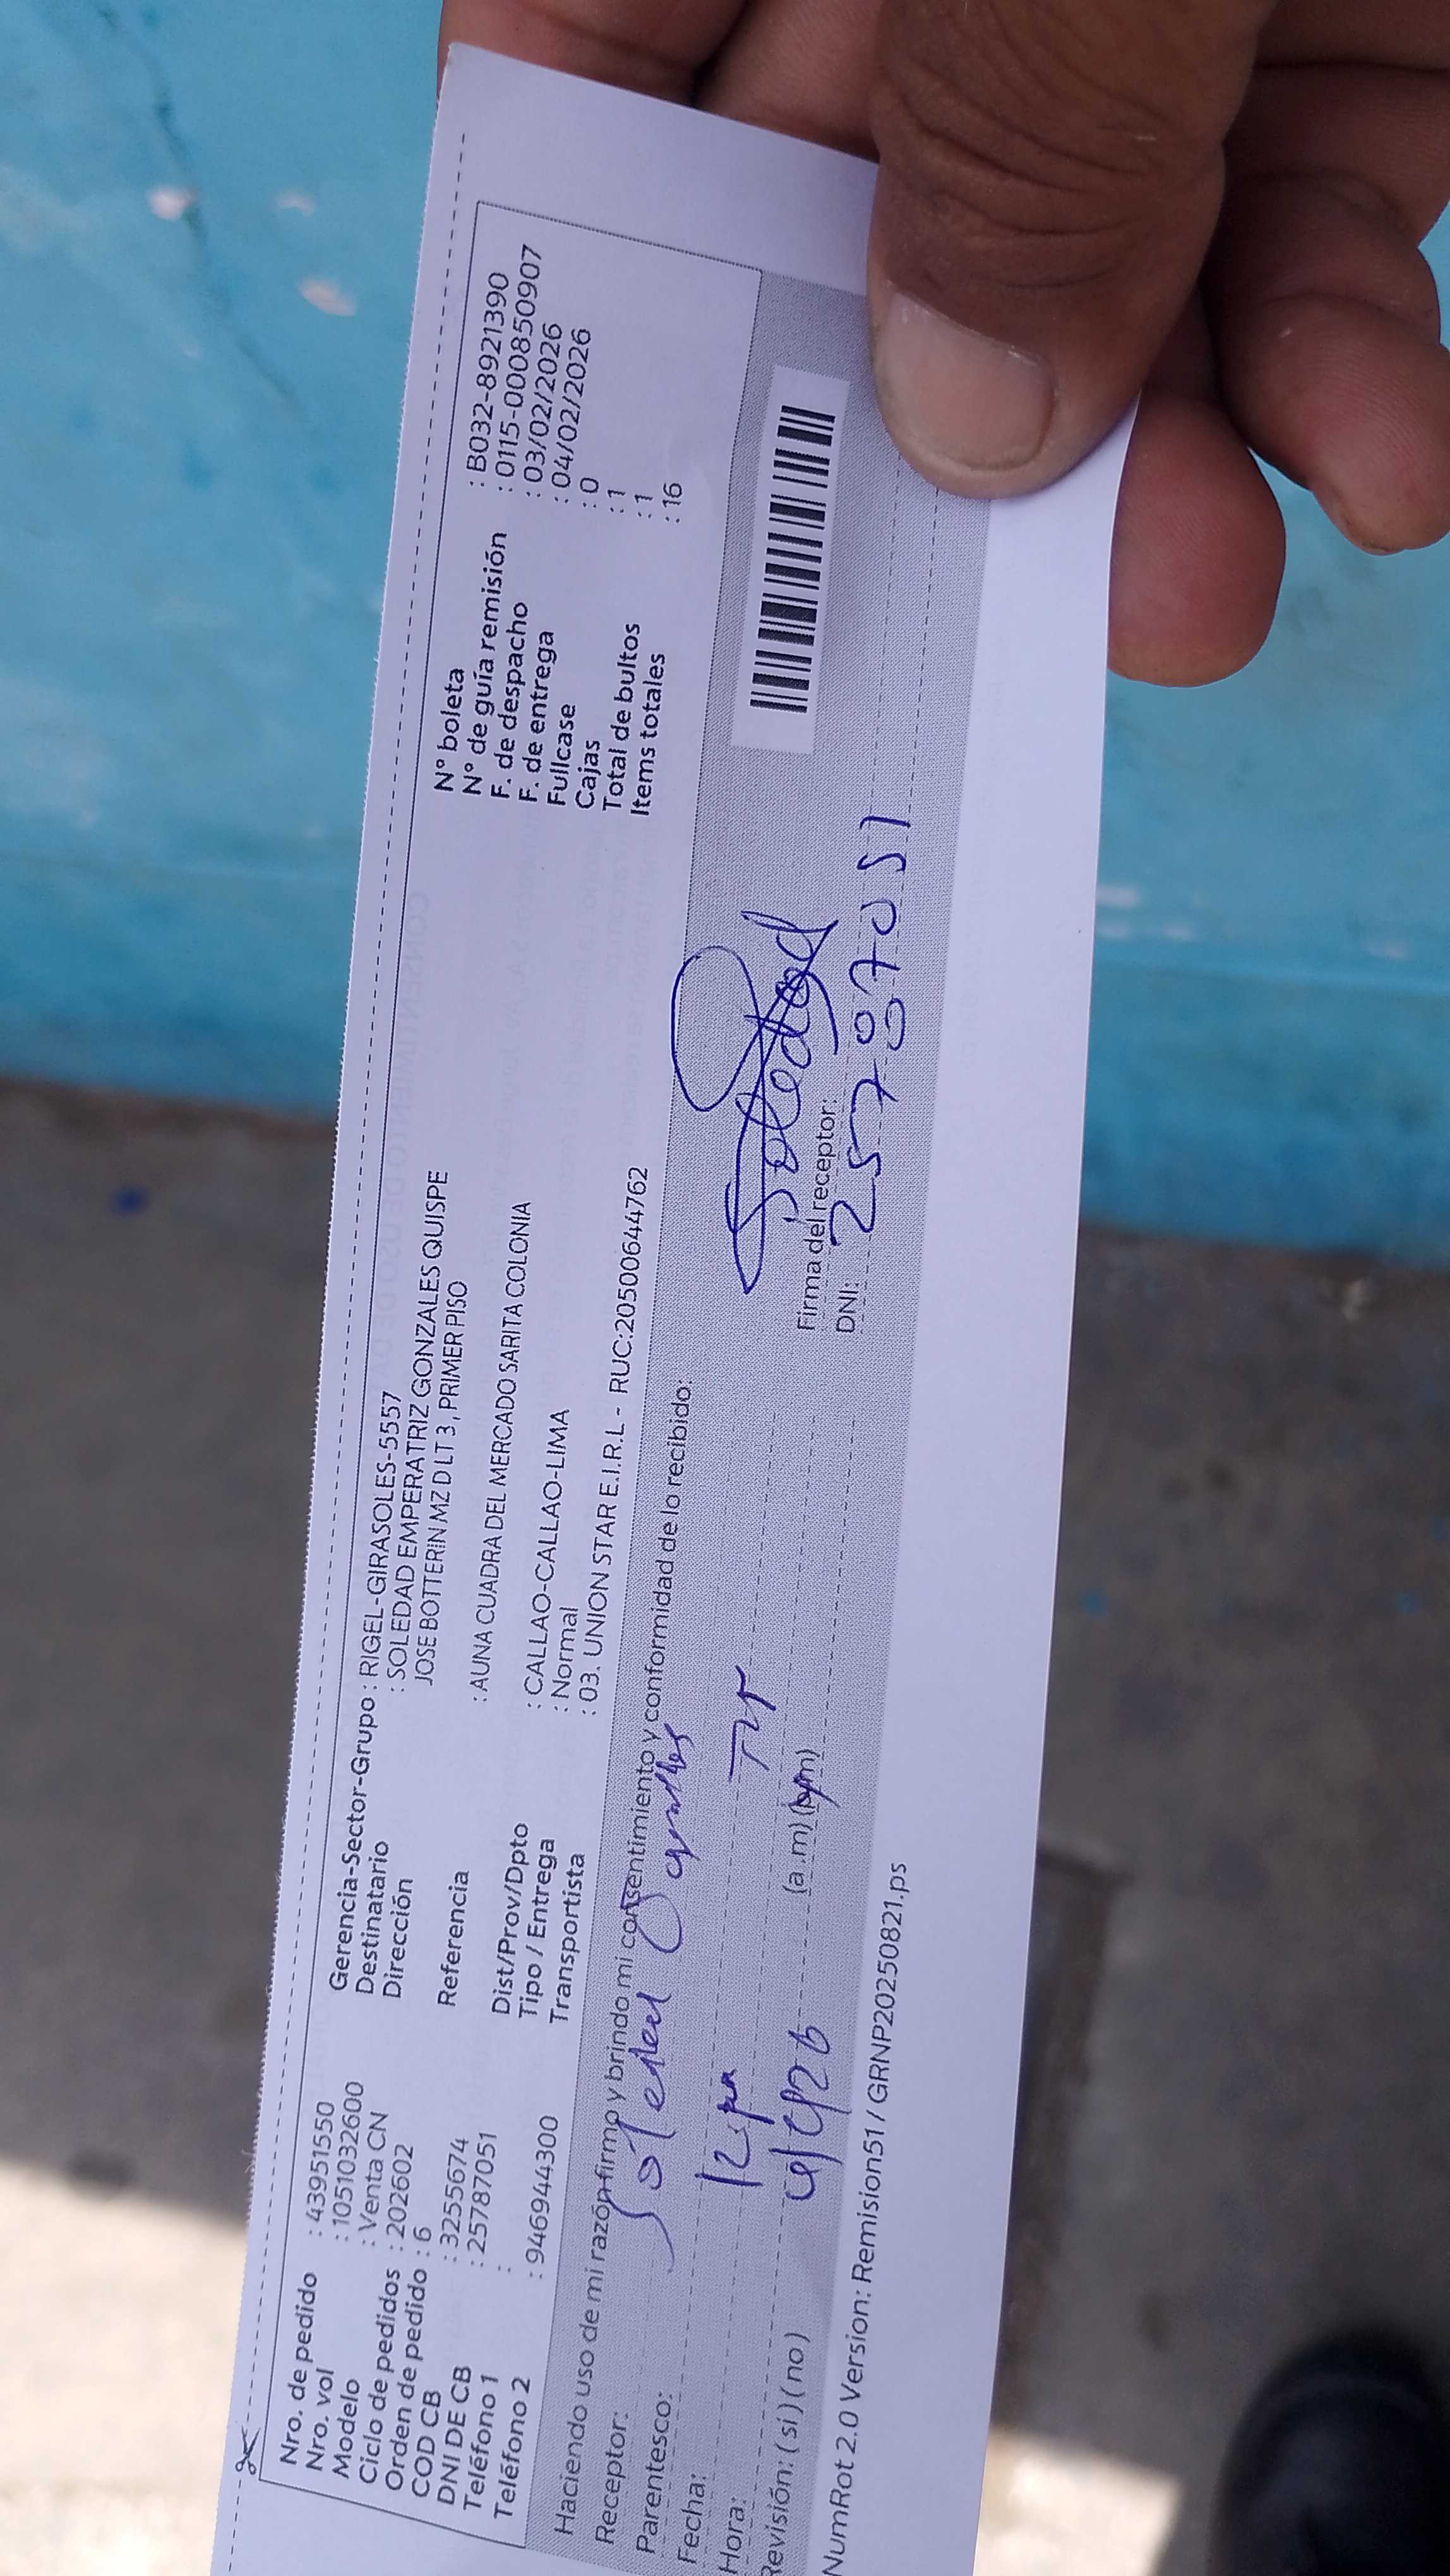 Nro. de pedido : 43951550
Nro. vol : 1051032600
Modelo : Venta CN
Ciclo de pedidos : 202602
Orden de pedido : 6
COD CB : 3255674
DNI DE CB : 25787051
Teléfono 1 :
Teléfono 2 : 946944300
Gerencia-Sector-Grupo : RIGEL-GIRASOLES-5557
Destinatario : SOLEDAD EMPERATRIZ GONZALES QUISPE
Dirección JOSE BOTTERIN MZ D LT 3, PRIMER PISO
Referencia : AUNA CUADRA DEL MERCADO SARITA COLONIA
Dist/Prov/Dpto : CALLAO-CALLAO-LIMA
Tipo / Entrega : Normal
Transportista : 03. UNION STAR E.I.R.L - RUC:20500644762
N° boleta : B032-8921390
N° de guía remisión : 0115-000850907
F. de despacho : 03/02/2026
F. de entrega : 04/02/2026
Fullcase : 0
Cajas : 1
Total de bultos : 1
Items totales : 16
Haciendo uso de mi razón firmo y brindo mi consentimiento y conformidad de lo recibido:
Receptor: Soledad Gonzales
Parentesco:
Fecha:
Hora: (a.m) (p.m)
Revisión: (si) (no)
Soledad
Firma del receptor:
DNI: 25787051
NumRot 2.0 Version: Remision51 / GRNP20250821.ps